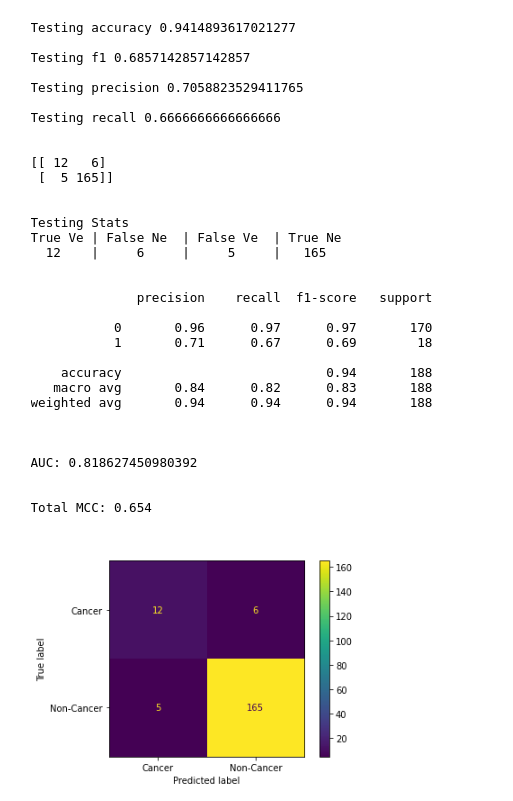 Testing accuracy 0.9414893617021277
Testing f1 0.6857142857142857
Testing precision 0.7058823529411765
Testing recall 0.6666666666666666
[[ 12   6]
 [  5 165]]
Testing Stats
True Ve | False Ne  | False Ve  | True Ne
  12    |     6     |     5     |   165
              precision    recall  f1-score   support
           0       0.96      0.97      0.97       170
           1       0.71      0.67      0.69        18
    accuracy                           0.94       188
   macro avg       0.84      0.82      0.83       188
weighted avg       0.94      0.94      0.94       188
AUC: 0.818627450980392
Total MCC: 0.654
True label
Cancer
Non-Cancer
12 6
5 165
Cancer Non-Cancer
Predicted label
160
140
120
100
80
60
40
20